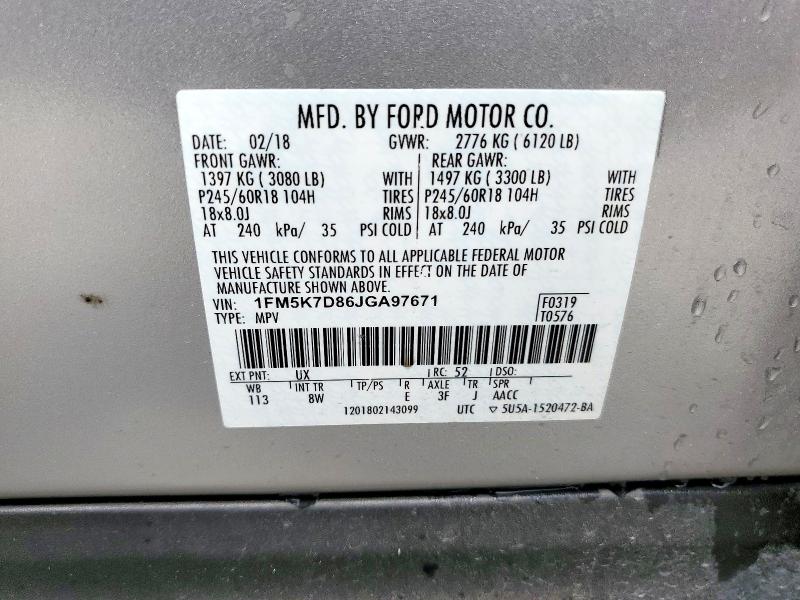 MFD. BY FORD MOTOR CO.
DATE: 02/18 GVWR: 2776 KG ( 6120 LB)
FRONT GAWR: REAR GAWR:
1397 KG ( 3080 LB) WITH 1497 KG ( 3300 LB) WITH
P245/60R18 104H TIRES P245/60R18 104H TIRES
18x8.0J RIMS 18x8.0J RIMS
AT 240 kPa/ 35 PSI COLD AT 240 kPa/ 35 PSI COLD
THIS VEHICLE CONFORMS TO ALL APPLICABLE FEDERAL MOTOR
VEHICLE SAFETY STANDARDS IN EFFECT ON THE DATE OF
MANUFACTURE SHOWN ABOVE.
VIN: 1FM5K7D86JGA97671 F0319
TYPE: MPV T0576
EXT PNT: UX RC: 52 DSO:
WB INT TR TP/PS R AXLE TR SPR
113 8W E 3F J AACC
1201802143099 UTC ▽ 5U5A-1520472-BA